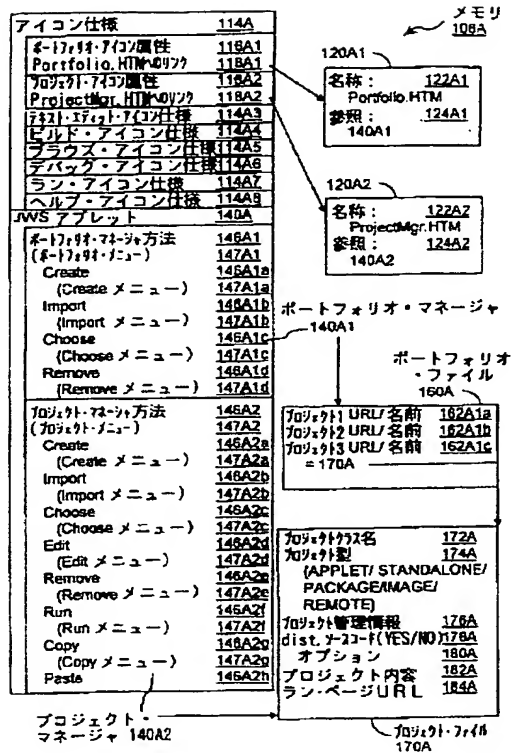 メモリ
106A
アイコン仕様 114A
ポートフォリオ・アイコン属性 116A1
Portfolio.HTMへのリンク 118A1
プロジェクト・アイコン属性 116A2
ProjectMgr.HTMへのリンク 118A2
テキスト・エディット・アイコン仕様 114A3
ビルド・アイコン仕様 114A4
ブラウズ・アイコン仕様 114A5
デバック・アイコン仕様 114A6
ラン・アイコン仕様 114A7
ヘルプ・アイコン仕様 114A8
JWS アプレット 140A
ポートフォリオ・マネージャ方法 146A1
(ポートフォリオ・メニュー) 147A1
Create 146A1a
(Create メニュー) 147A1a
Import 146A1b
(Import メニュー) 147A1b
Choose 146A1c
(Choose メニュー) 147A1c
Remove 146A1d
(Remove メニュー) 147A1d
プロジェクト・マネージャ方法 146A2
(プロジェクト・メニュー) 147A2
Create 146A2a
(Create メニュー) 147A2a
Import 146A2b
(Import メニュー) 147A2b
Choose 146A2c
(Choose メニュー) 147A2c
Edit 146A2d
(Edit メニュー) 147A2d
Remove 146A2e
(Remove メニュー) 147A2e
Run 146A2f
(Run メニュー) 147A2f
Copy 146A2g
(Copy メニュー) 147A2g
Paste 146A2h
プロジェクト・
マネージャ 140A2
120A1
名称: 122A1
Portfolio.HTM
参照: 124A1
140A1
120A2
名称: 122A2
ProjectMgr.HTM
参照: 124A2
140A2
ポートフォリオ・マネージャ
140A1
ポートフォリオ
・ファイル
160A
プロジェクト1 URL/名前 162A1a
プロジェクト2 URL/名前 162A1b
プロジェクト3 URL/名前 162A1c
=170A
プロジェクトクラス名 172A
プロジェクト型 174A
(APPLET/STANDALONE/
PACKAGE/IMAGE/
REMOTE)
プロジェクト管理情報 176A
dist. ソースコード(YES/NO) 178A
オプション 180A
プロジェクト内容 182A
ラン・ページURL 184A
プロジェクト・ファイル
170A